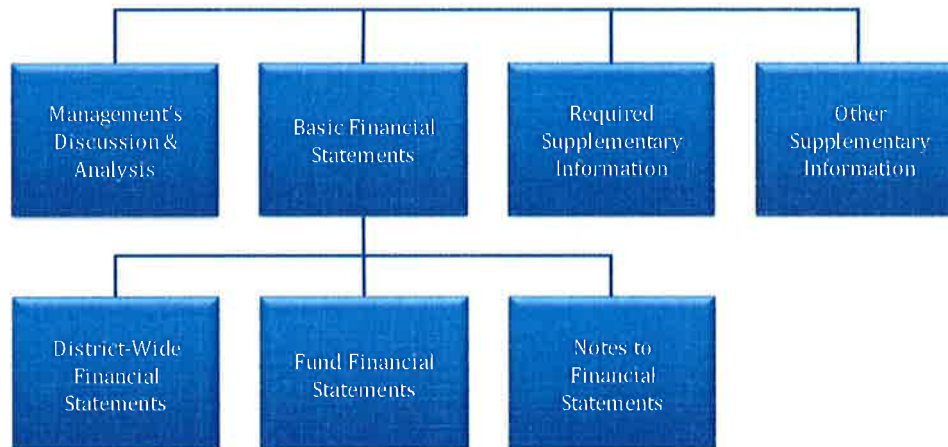 Management's
Discussion &
Analysis
Basic Financial
Statements
Required
Supplementary
Information
Other
Supplementary
Information
District-Wide
Financial
Statements
Fund Financial
Statements
Notes to
Financial
Statements